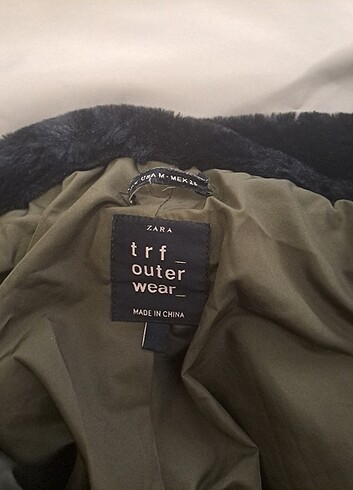 USA M - MEX 28
ZARA
trf_
outer
wear_
MADE IN CHINA